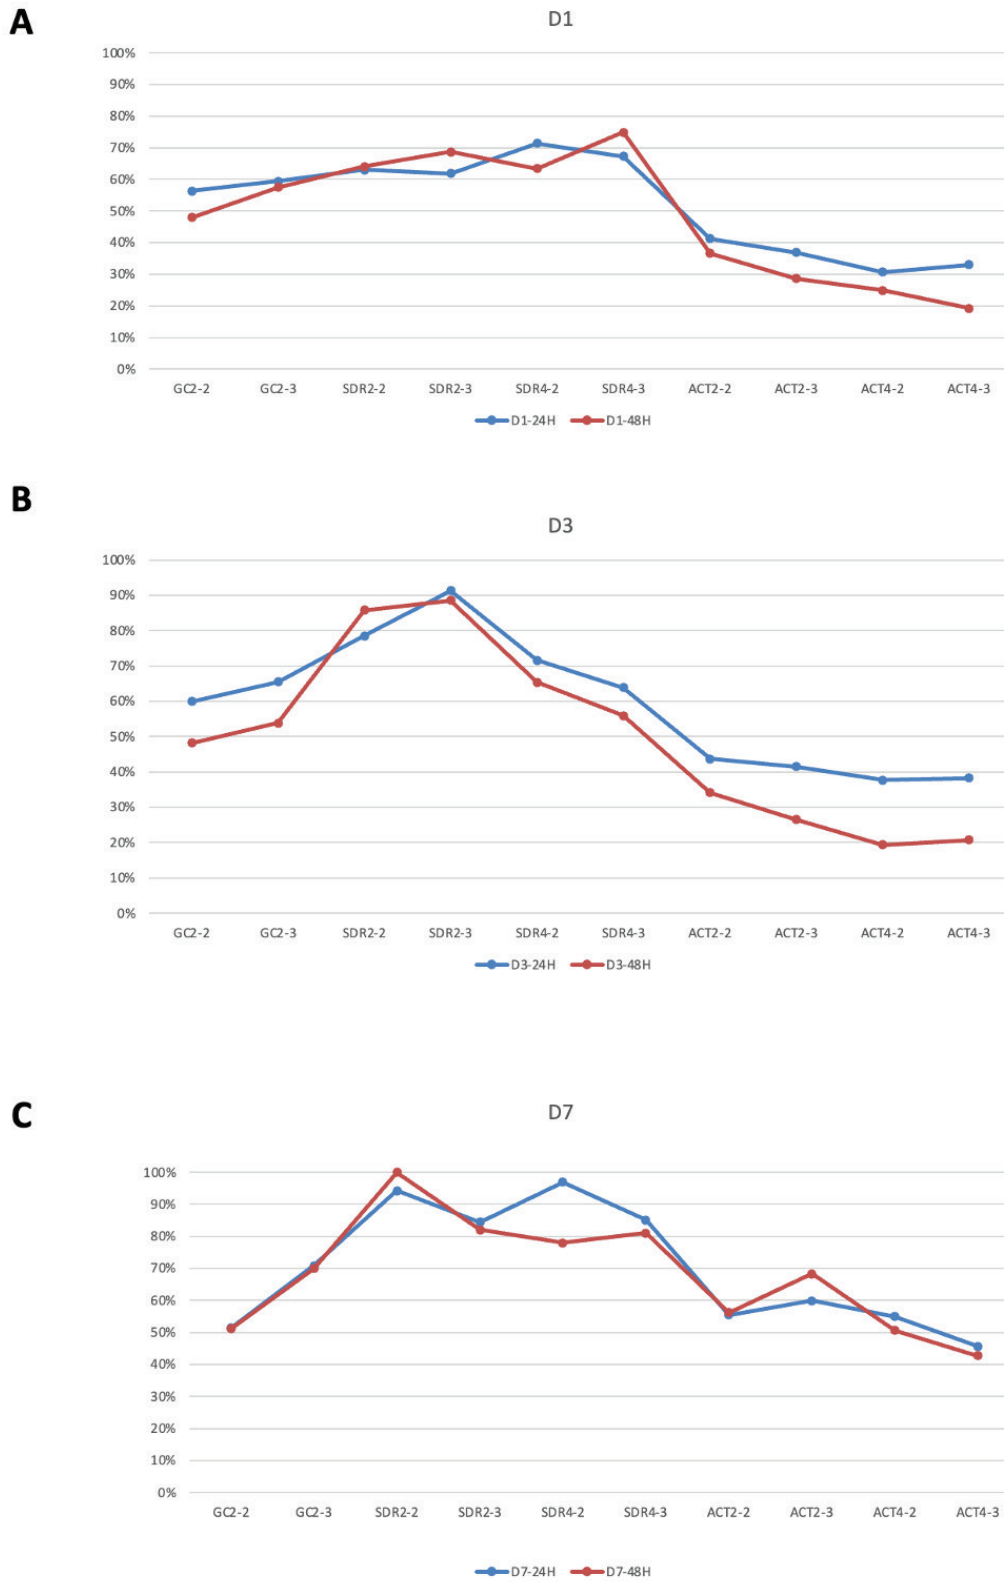 A
D1
100%
90%
80%
70%
60%
50%
40%
30%
20%
10%
0%
GC2-2 GC2-3 SDR2-2 SDR2-3 SDR4-2 SDR4-3 ACT2-2 ACT2-3 ACT4-2 ACT4-3
D1-24H D1-48H
B
D3
100%
90%
80%
70%
60%
50%
40%
30%
20%
10%
0%
GC2-2 GC2-3 SDR2-2 SDR2-3 SDR4-2 SDR4-3 ACT2-2 ACT2-3 ACT4-2 ACT4-3
D3-24H D3-48H
C
D7
100%
90%
80%
70%
60%
50%
40%
30%
20%
10%
0%
GC2-2 GC2-3 SDR2-2 SDR2-3 SDR4-2 SDR4-3 ACT2-2 ACT2-3 ACT4-2 ACT4-3
D7-24H D7-48H